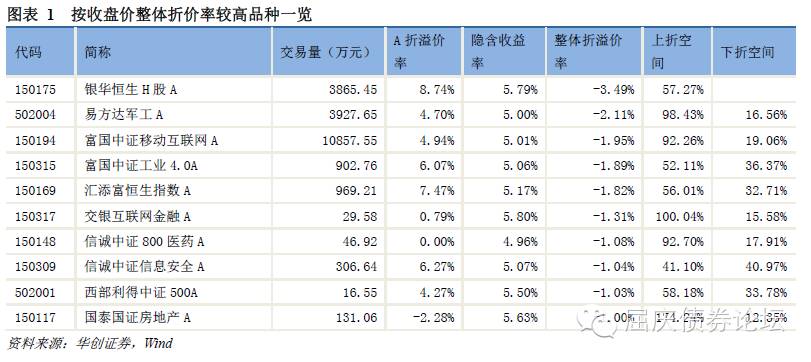 图表 1 按收盘价整体折价率较高品种一览
代码 简称 交易量（万元） A 折溢价率 隐含收益率 整体折溢价率 上折空间 下折空间
150175 银华恒生 H 股 A 3865.45 8.74% 5.79% -3.49% 57.27%
502004 易方达军工 A 3927.65 4.70% 5.00% -2.11% 98.43% 16.56%
150194 富国中证移动互联网 A 10857.55 4.94% 5.01% -1.95% 92.26% 19.06%
150315 富国中证工业 4.0A 902.76 6.07% 5.06% -1.89% 52.11% 36.37%
150169 汇添富恒生指数 A 969.21 7.47% 5.17% -1.82% 56.01% 32.71%
150317 交银互联网金融 A 29.58 0.79% 5.80% -1.31% 100.04% 15.58%
150148 信诚中证 800 医药 A 46.92 0.00% 4.96% -1.08% 92.70% 17.91%
150309 信诚中证信息安全 A 306.64 6.27% 5.07% -1.04% 41.10% 40.97%
502001 西部利得中证 500A 16.55 4.27% 5.50% -1.03% 58.18% 33.78%
150117 国泰国证房地产 A 131.06 -2.28% 5.63% -1.00% 12.35%
资料来源：华创证券，Wind
屈庆债券论坛